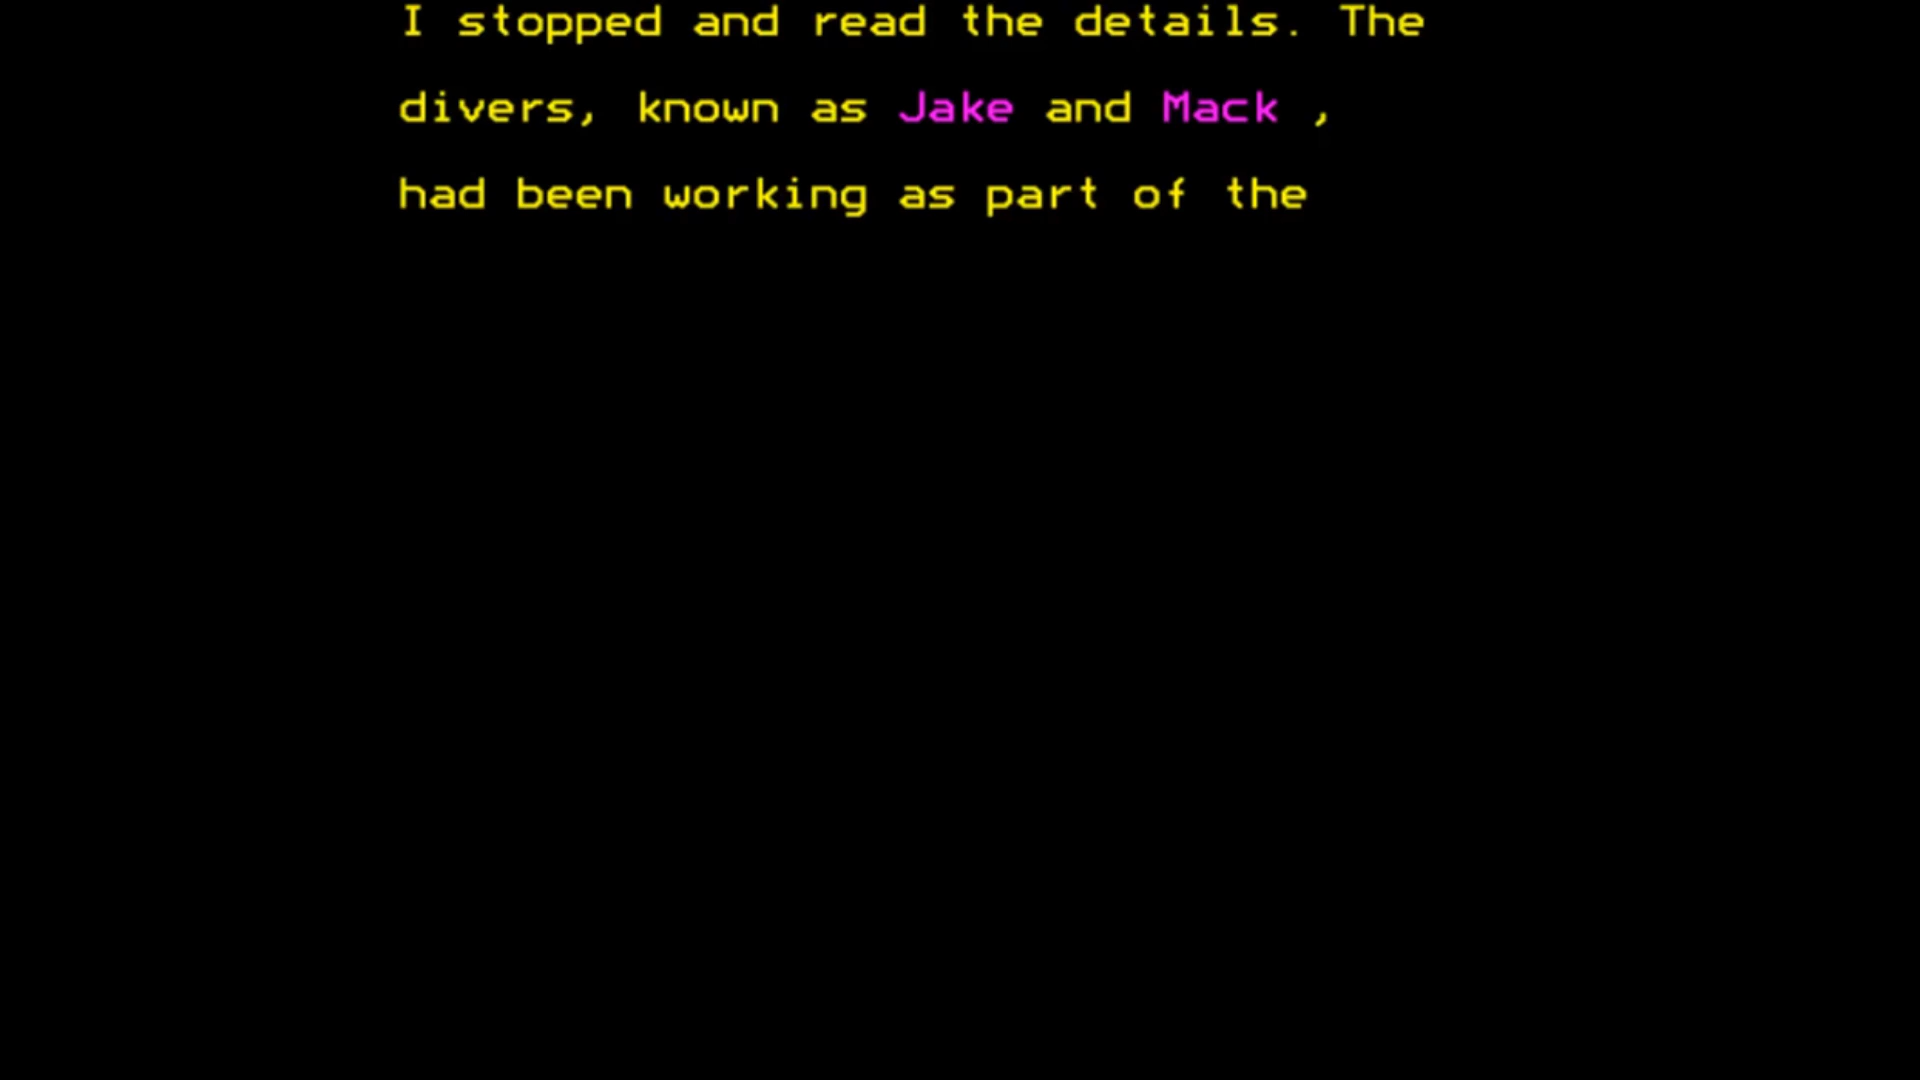 I stopped and read the details. The
divers, known as Jake and Mack ,
had been working as part of the